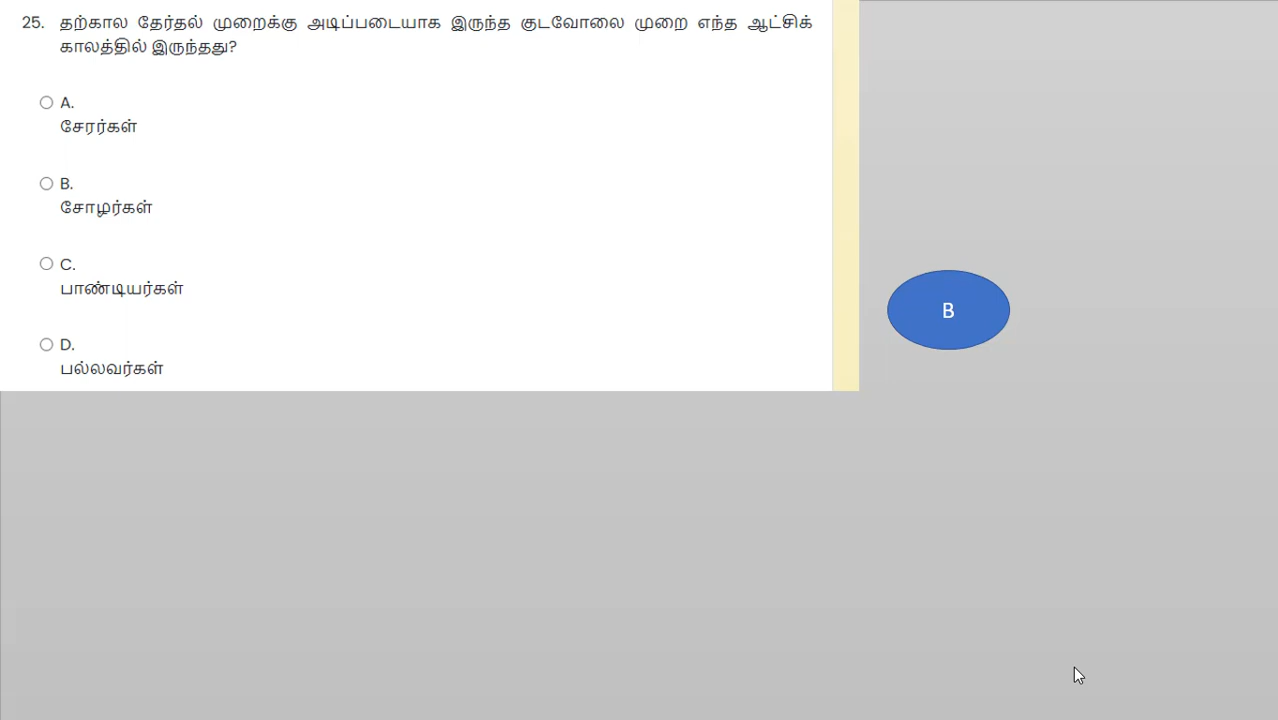 25. தற்கால தேர்தல் முறைக்கு அடிப்படையாக இருந்த குடவோலை முறை எந்த ஆட்சிக்
காலத்தில் இருந்தது?
A.
சேரர்கள்
B.
சோழர்கள்
C.
பாண்டியர்கள்
D.
பல்லவர்கள்
B